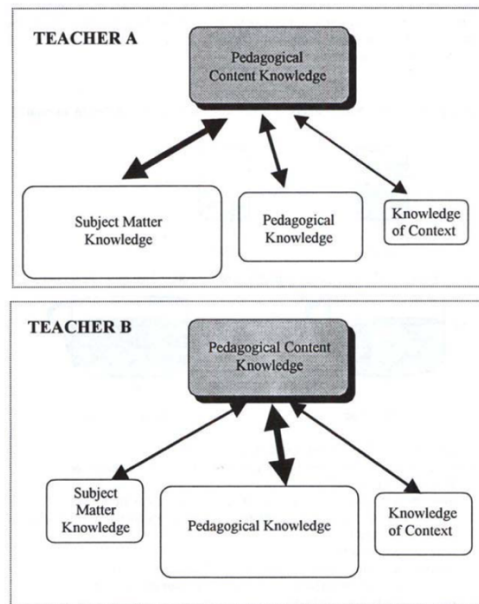 TEACHER A
Pedagogical
Content Knowledge
Subject Matter
Knowledge
Pedagogical
Knowledge
Knowledge
of Context
TEACHER B
Pedagogical Content
Knowledge
Subject
Matter
Knowledge
Pedagogical Knowledge
Knowledge
of Context